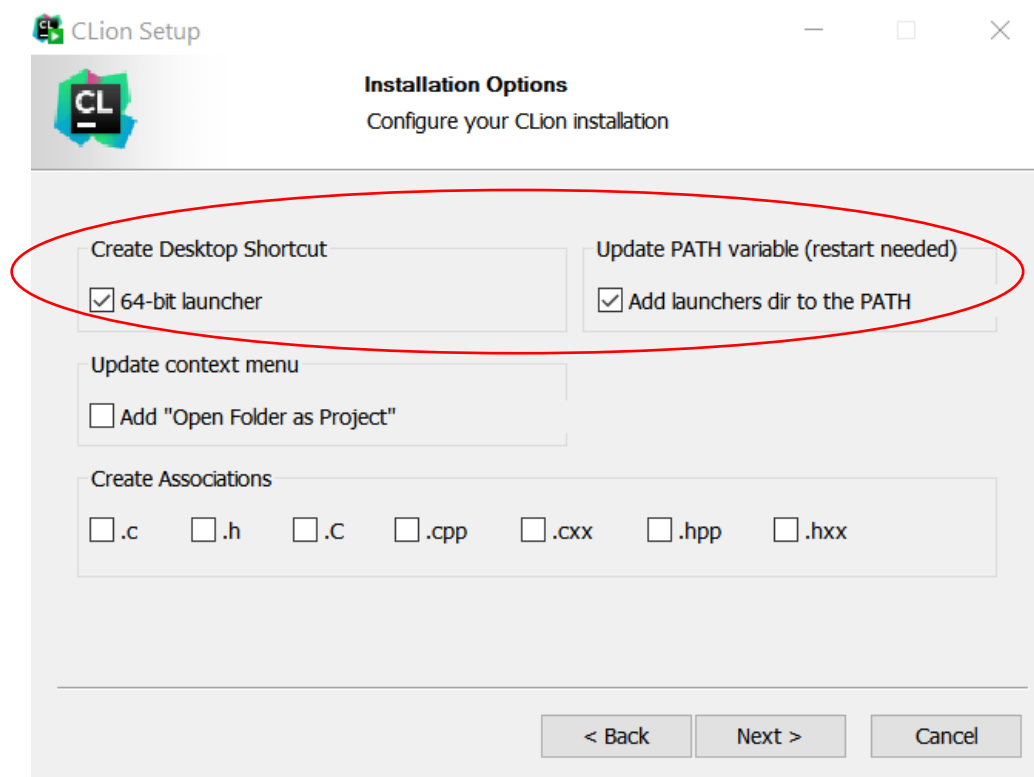 CLion Setup
CL
Installation Options
Configure your CLion installation
Create Desktop Shortcut
Update PATH variable (restart needed)
64-bit launcher
Add launchers dir to the PATH
Update context menu
Add "Open Folder as Project"
Create Associations
.c .h .C .cpp .cxx .hpp .hxx
< Back Next > Cancel